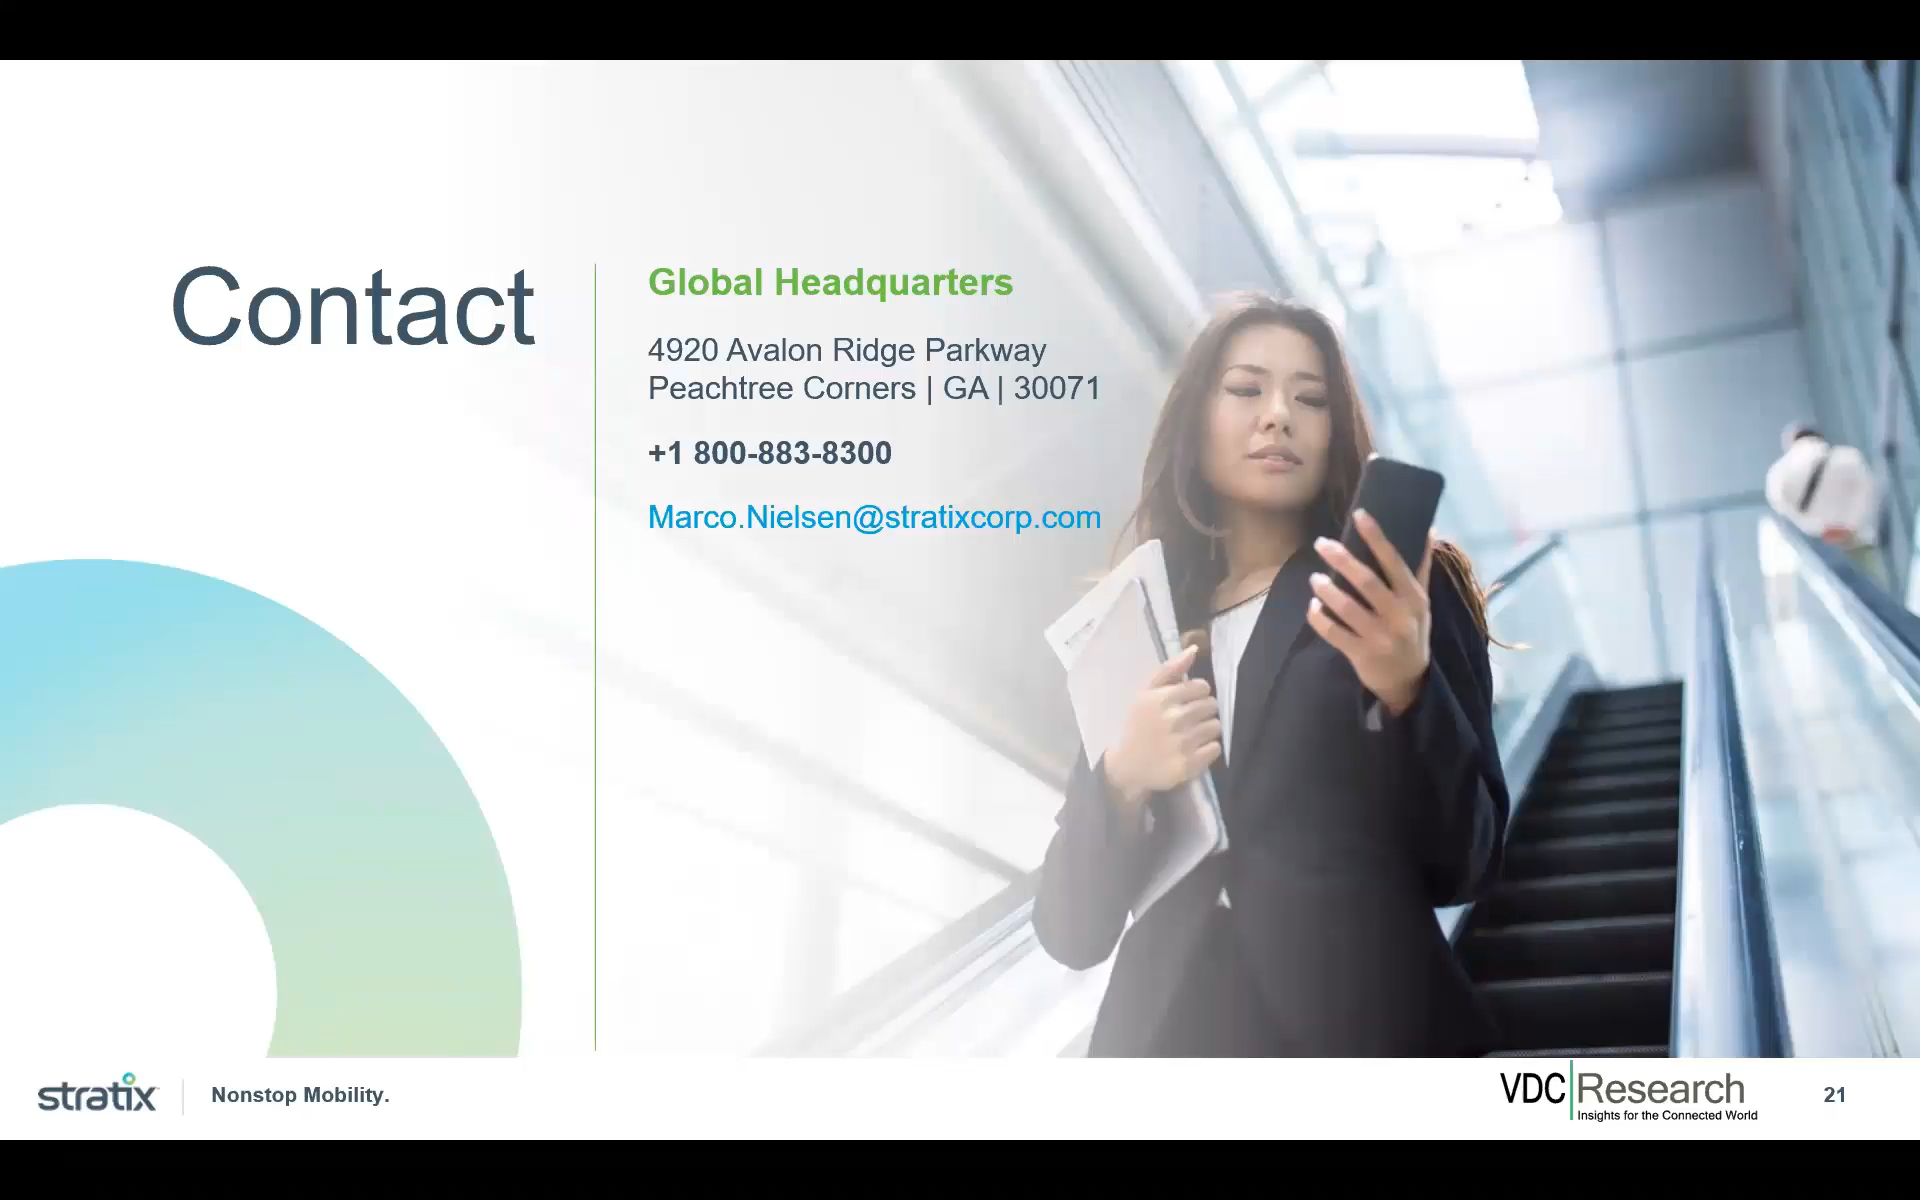 Contact
Global Headquarters
4920 Avalon Ridge Parkway
Peachtree Corners | GA | 30071
+1 800-883-8300
Marco.Nielsen@stratixcorp.com
stratix
Nonstop Mobility.
VDC Research
Insights for the Connected World
21